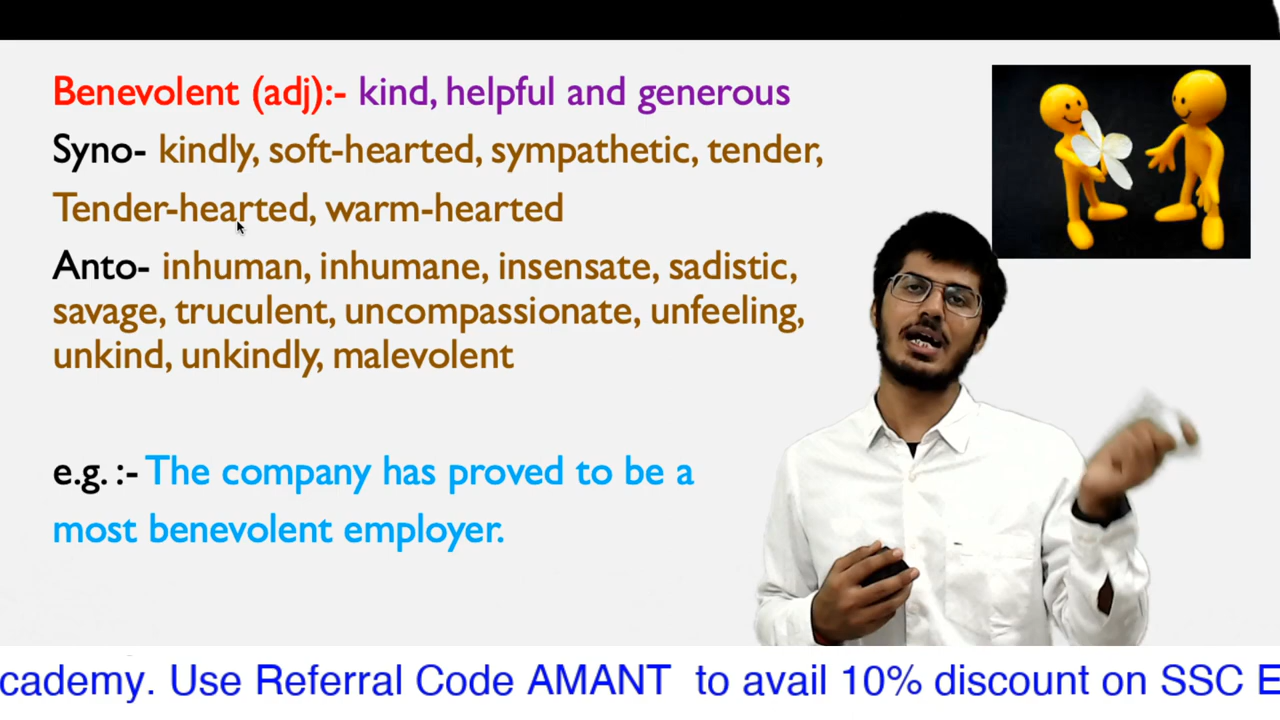 Benevolent (adj):- kind, helpful and generous
Syno- kindly, soft-hearted, sympathetic, tender,
Tender-hearted, warm-hearted
Anto- inhuman, inhumane, insensate, sadistic,
savage, truculent, uncompassionate, unfeeling,
unkind, unkindly, malevolent
e.g. :- The company has proved to be a
most benevolent employer.
cademy. Use Referral Code AMANT to avail 10% discount on SSC E